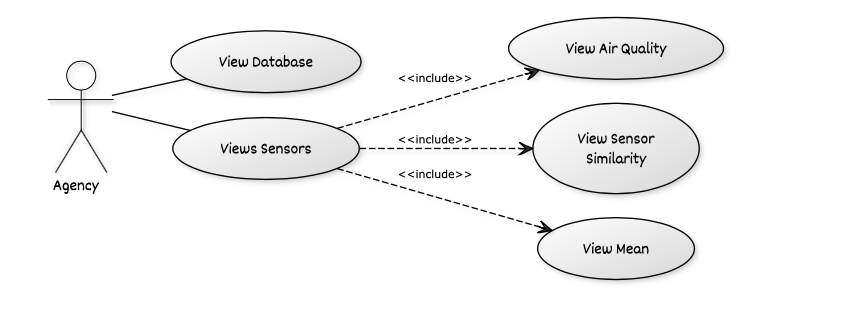 View Air Quality
View Database
<<include>>
<<include>>
Views Sensors
View Sensor
Similarity
<<include>>
Agency
View Mean